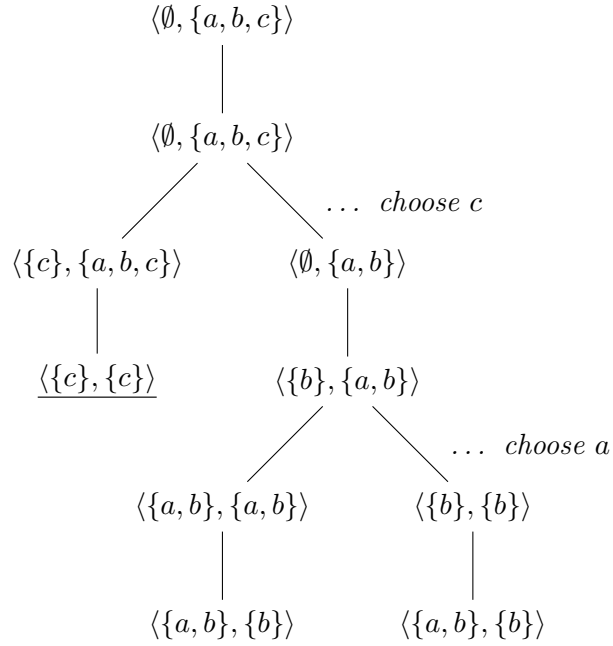 ⟨∅, {a, b, c}⟩
⟨∅, {a, b, c}⟩
... choose c
⟨{c}, {a, b, c}⟩ ⟨∅, {a, b}⟩
⟨{c}, {c}⟩ ⟨{b}, {a, b}⟩
... choose a
⟨{a, b}, {a, b}⟩ ⟨{b}, {b}⟩
⟨{a, b}, {b}⟩ ⟨{a, b}, {b}⟩